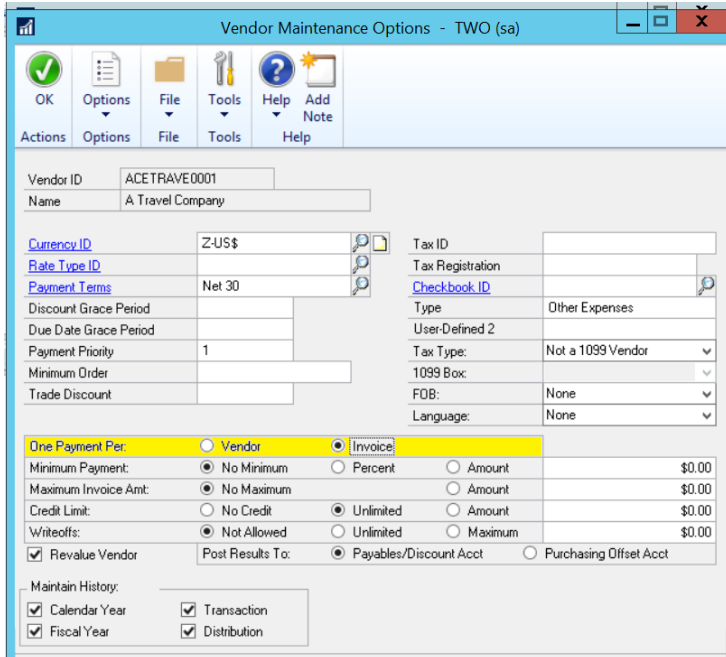 Vendor Maintenance Options - TWO (sa)
OK Options File Tools Help Add Note
Actions Options File Tools Help
Vendor ID ACETRAVE0001
Name A Travel Company
Currency ID Z-US$ Tax ID
Rate Type ID Tax Registration
Payment Terms Net 30 Checkbook ID
Discount Grace Period Type Other Expenses
Due Date Grace Period User-Defined 2
Payment Priority 1 Tax Type: Not a 1099 Vendor
Minimum Order 1099 Box:
Trade Discount FOB: None
Language: None
One Payment Per: Vendor Invoice
Minimum Payment: No Minimum Percent Amount $0.00
Maximum Invoice Amt: No Maximum Amount $0.00
Credit Limit: No Credit Unlimited Amount $0.00
Writeoffs: Not Allowed Unlimited Maximum $0.00
Revalue Vendor Post Results To: Payables/Discount Acct Purchasing Offset Acct
Maintain History:
Calendar Year Transaction
Fiscal Year Distribution